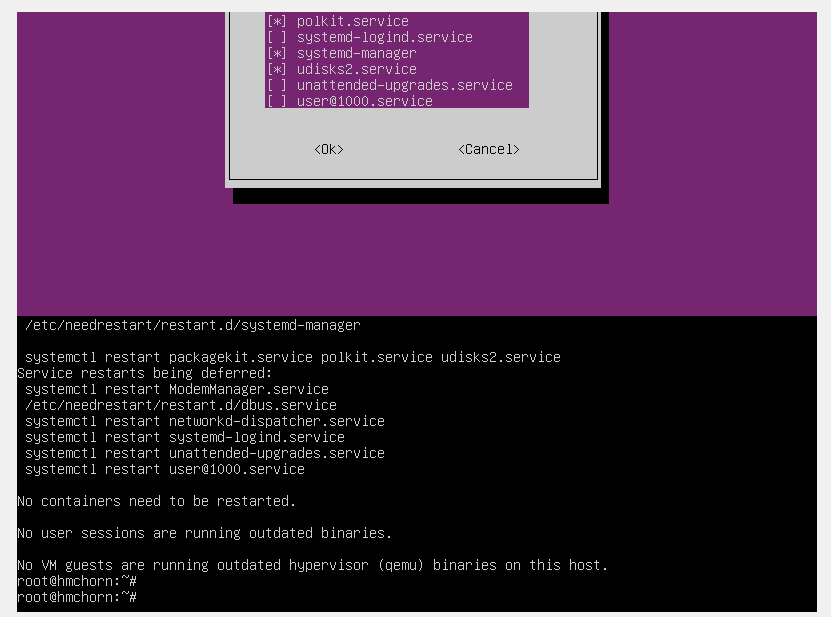 [*] polkit.service
[ ] systemd-logind.service
[*] systemd-manager
[*] udisks2.service
[ ] unattended-upgrades.service
[ ] user@1000.service
<Ok> <Cancel>
/etc/needrestart/restart.d/systemd-manager
systemctl restart packagekit.service polkit.service udisks2.service
Service restarts being deferred:
systemctl restart ModemManager.service
/etc/needrestart/restart.d/dbus.service
systemctl restart networkd-dispatcher.service
systemctl restart systemd-logind.service
systemctl restart unattended-upgrades.service
systemctl restart user@1000.service
No containers need to be restarted.
No user sessions are running outdated binaries.
No VM guests are running outdated hypervisor (qemu) binaries on this host.
root@hmchorn:~#
root@hmchorn:~#